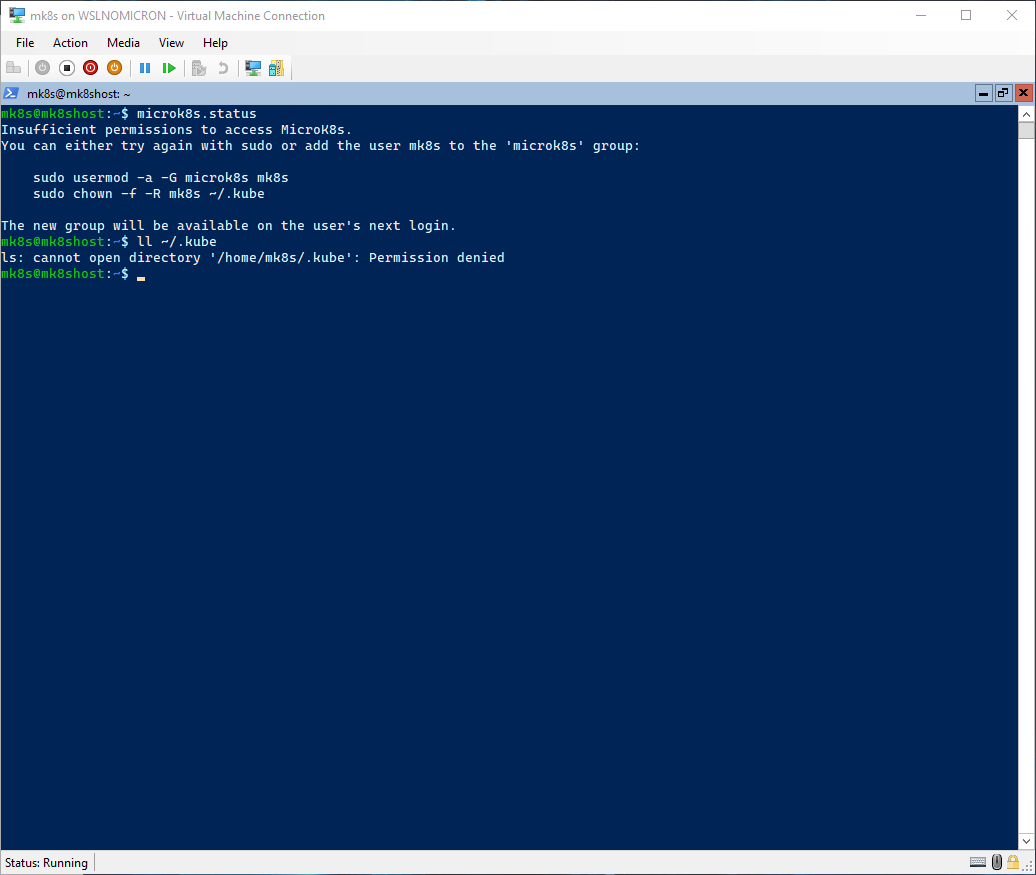 mk8s on WSLNOMICRON - Virtual Machine Connection
File Action Media View Help
mk8s@mk8shost: ~
mk8s@mk8shost:~$ microk8s.status
Insufficient permissions to access MicroK8s.
You can either try again with sudo or add the user mk8s to the 'microk8s' group:
    sudo usermod -a -G microk8s mk8s
    sudo chown -f -R mk8s ~/.kube
The new group will be available on the user's next login.
mk8s@mk8shost:~$ ll ~/.kube
ls: cannot open directory '/home/mk8s/.kube': Permission denied
mk8s@mk8shost:~$
Status: Running